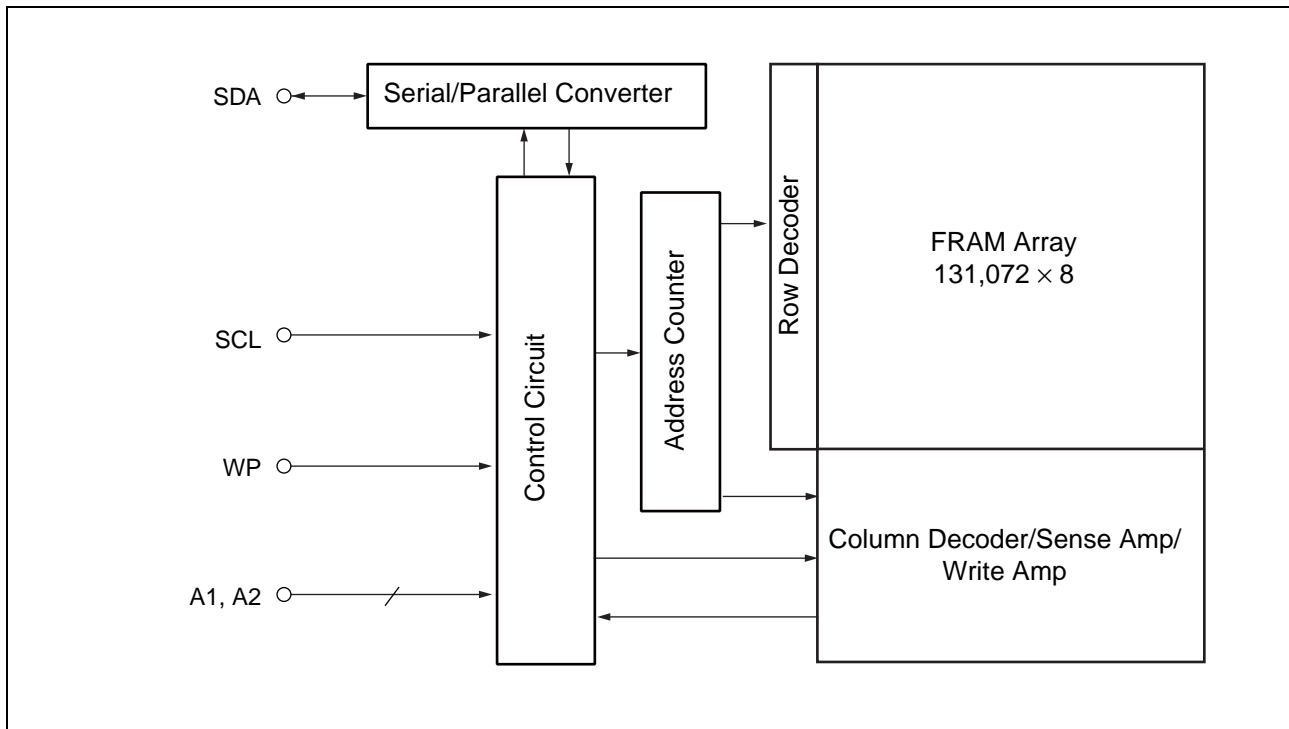 SDA
Serial/Parallel Converter
SCL
WP
A1, A2
Control Circuit
Address Counter
Row Decoder
FRAM Array
131,072 × 8
Column Decoder/Sense Amp/
Write Amp